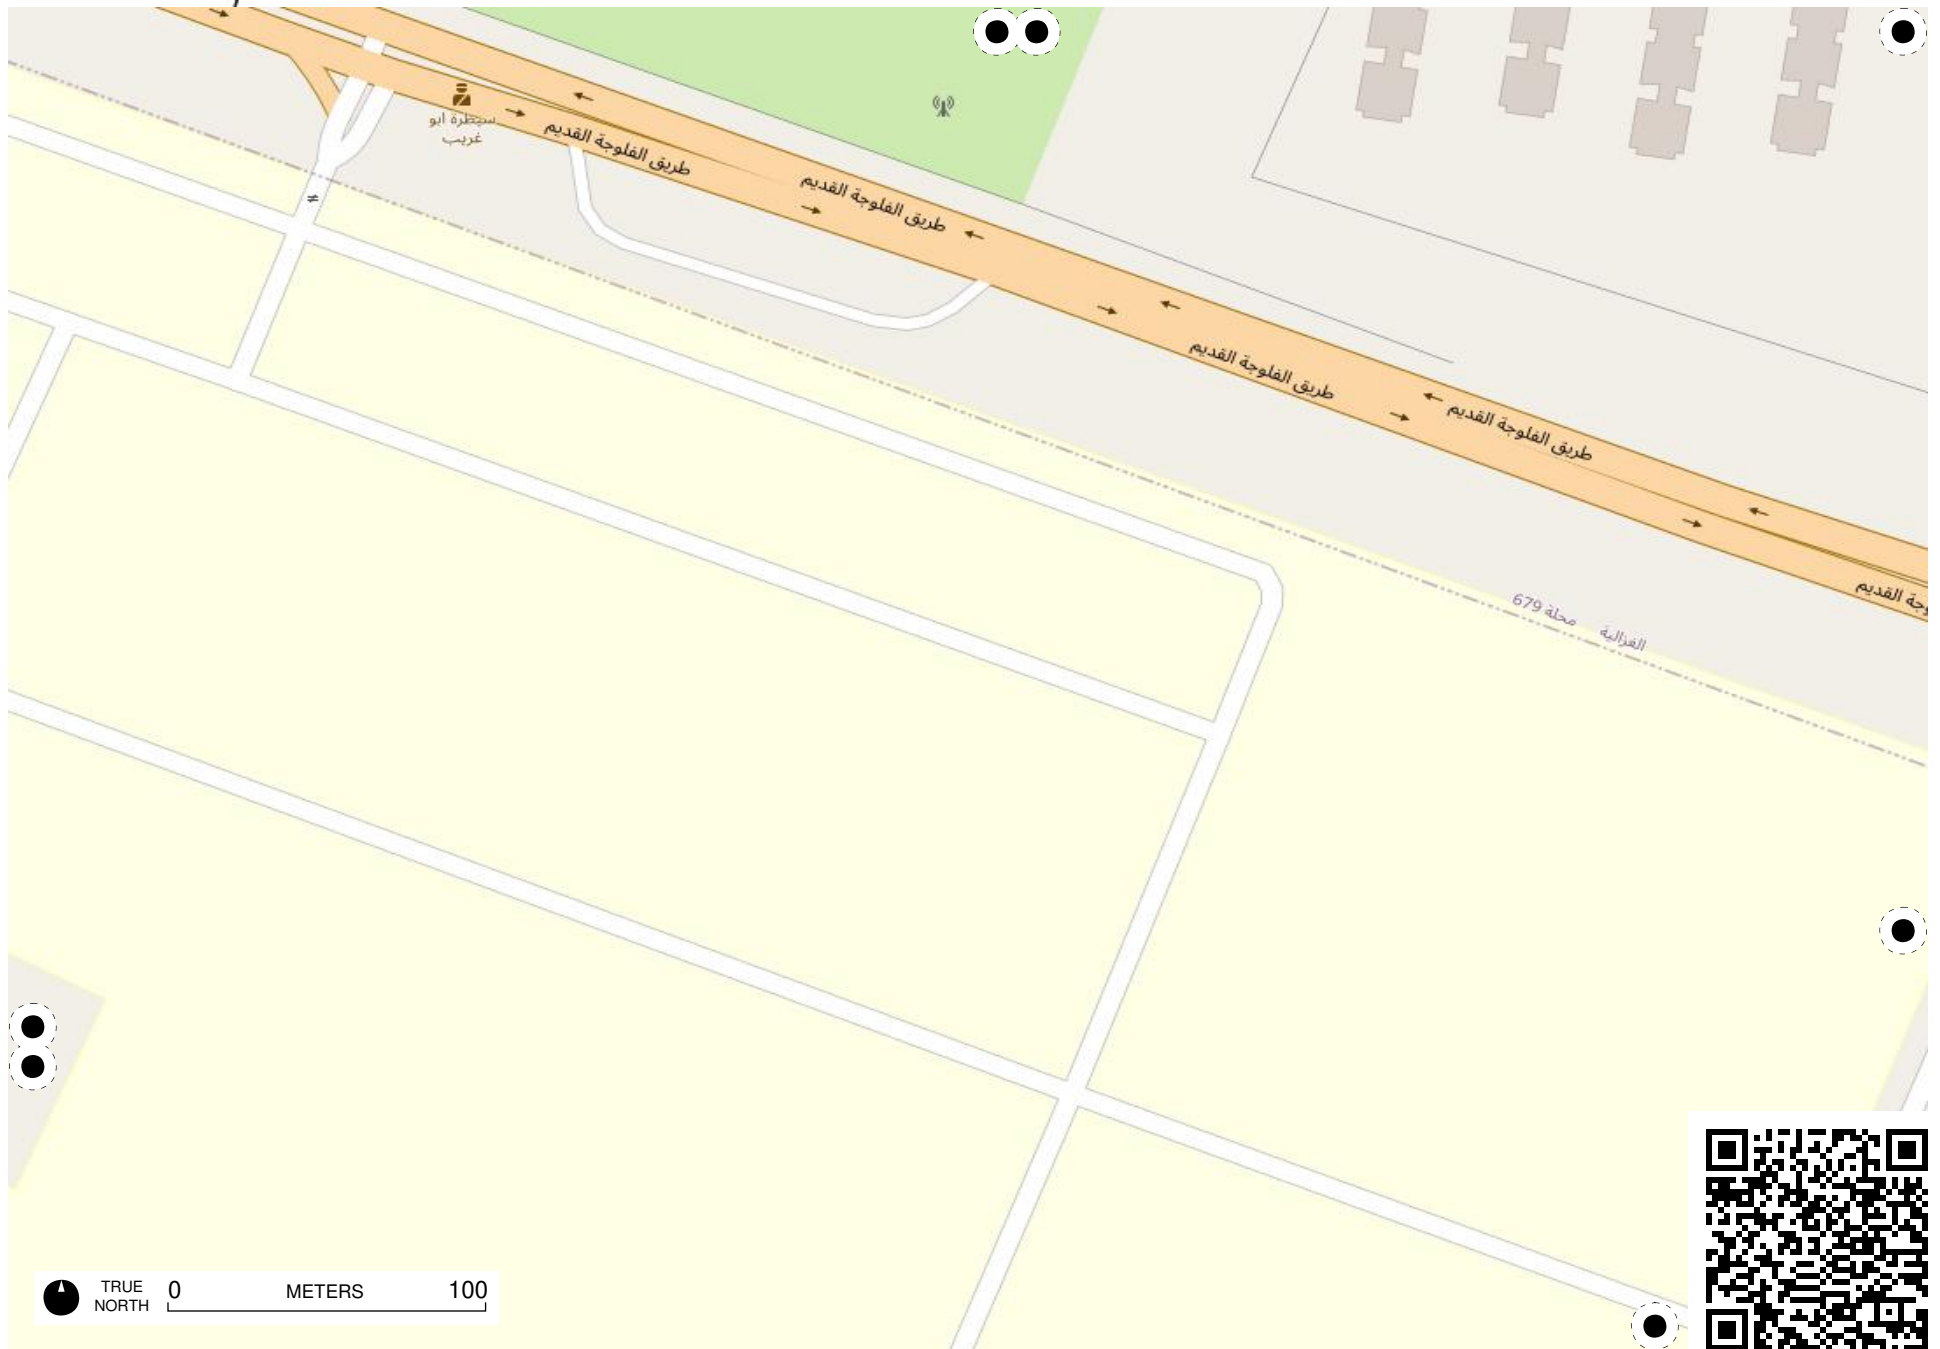 سيطرة ابو
غريب
طريق الفلوجة القديم
طريق الفلوجة القديم
طريق الفلوجة القديم
طريق الفلوجة القديم
القديم
محلة 679
الغزالية
TRUE
NORTH
0 METERS 100